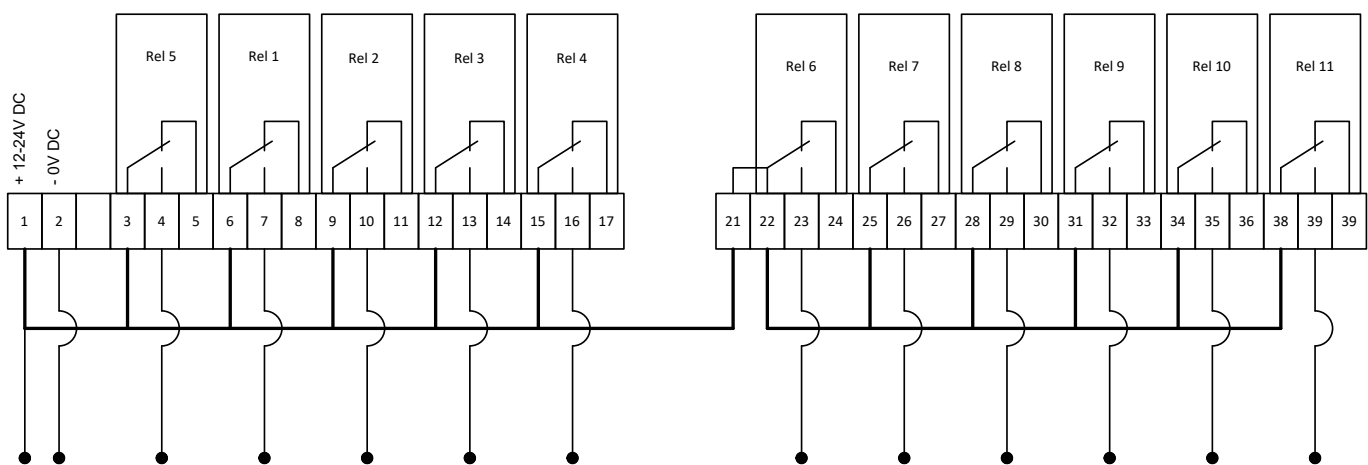 Rel 5 Rel 1 Rel 2 Rel 3 Rel 4 Rel 6 Rel 7 Rel 8 Rel 9 Rel 10 Rel 11
+ 12-24V DC
- 0V DC
1 2 3 4 5 6 7 8 9 10 11 12 13 14 15 16 17 21 22 23 24 25 26 27 28 29 30 31 32 33 34 35 36 38 39 39